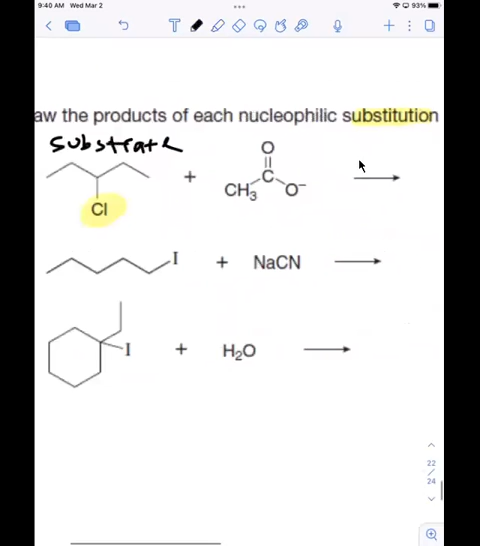 9:40 AM Wed Mar 2
93%
aw the products of each nucleophilic substitution
substrate
Cl
+
O
CH3
C
O-
I
+
NaCN
I
+
H2O
22
/
24